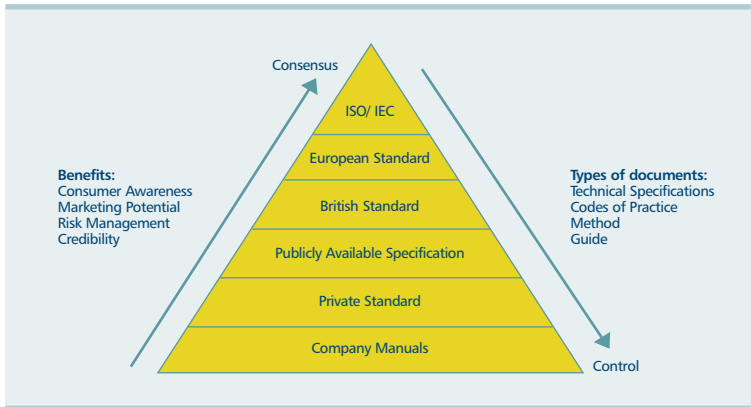 Consensus
ISO/ IEC
European Standard
British Standard
Publicly Available Specification
Private Standard
Company Manuals
Benefits:
Consumer Awareness
Marketing Potential
Risk Management
Credibility
Types of documents:
Technical Specifications
Codes of Practice
Method
Guide
Control